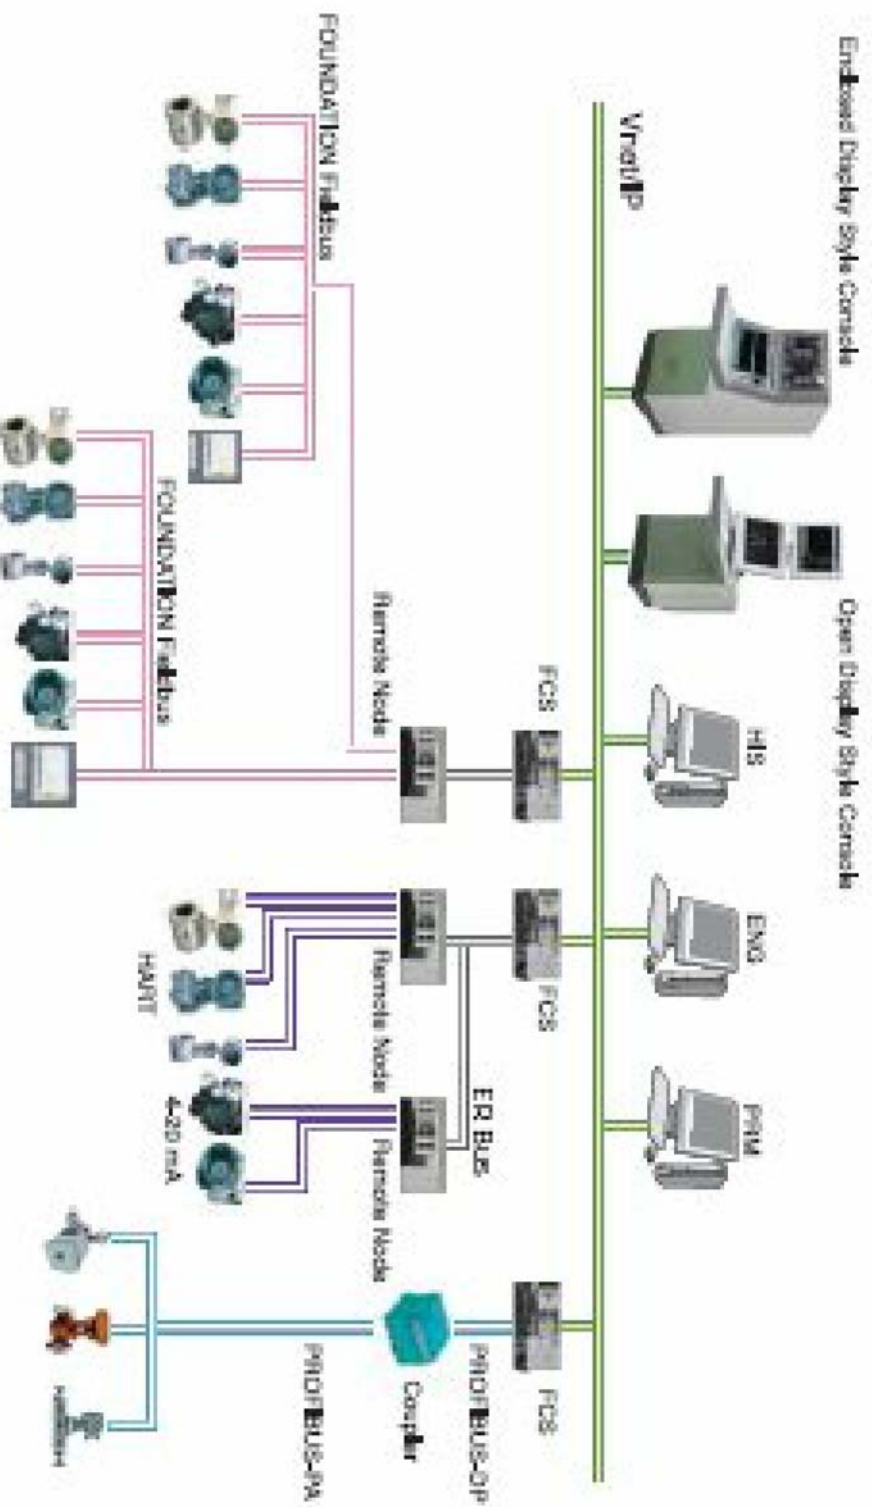 Enclosed Display Style Console
Open Display Style Console
HIS
ENG
PRM
Vnet/IP
FCS
FCS
FCS
ER Bus
PROFIBUS-DP
Remote Node
Remote Node
Remote Node
Coupler
FOUNDATION Fieldbus
PROFIBUS-PA
HART
4-20 mA
FOUNDATION Fieldbus